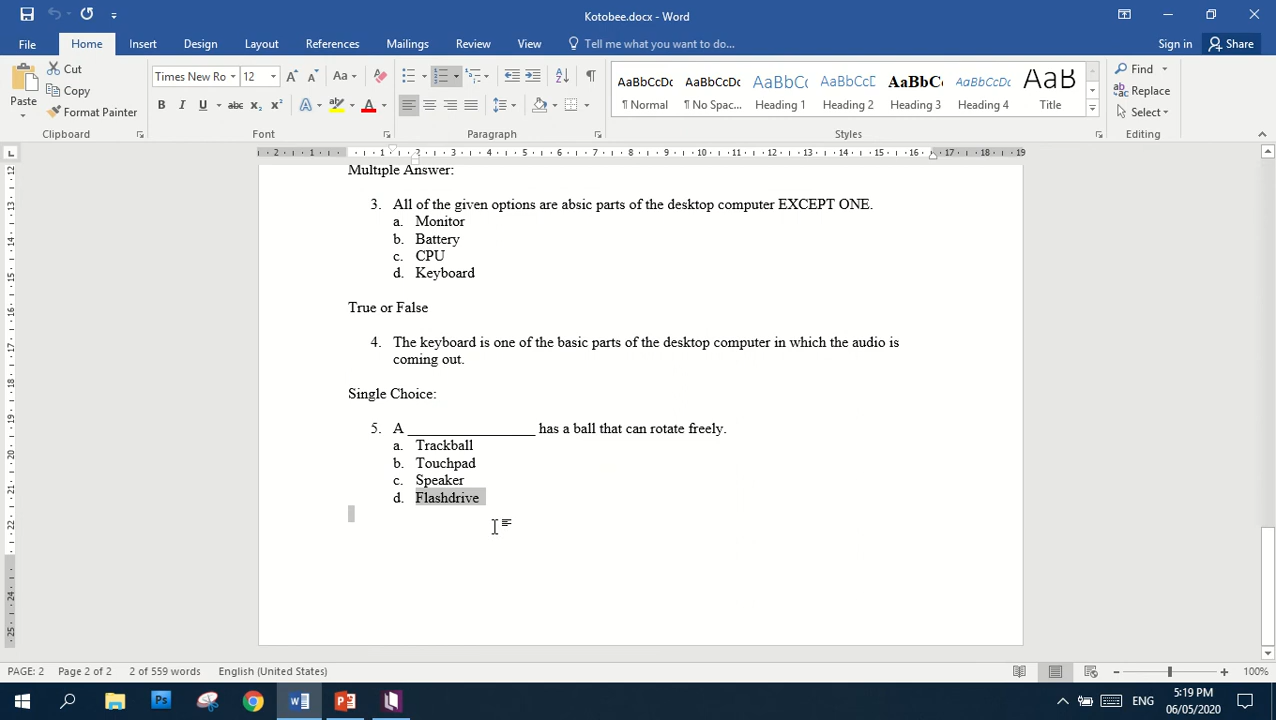 Kotobee.docx - Word
File Home Insert Design Layout References Mailings Review View Tell me what you want to do... Sign in Share
Paste
Cut
Copy
Format Painter
Clipboard
Times New Ro 12
Font
Paragraph
AaBbCcDc AaBbCcDc AaBbCcD AaBbCcD AaBbC AaBbCcDc AaB
¶ Normal ¶ No Spac... Heading 1 Heading 2 Heading 3 Heading 4 Title
Styles
Find
Replace
Select
Editing
Multiple Answer:
3. All of the given options are absic parts of the desktop computer EXCEPT ONE.
a. Monitor
b. Battery
c. CPU
d. Keyboard
True or False
4. The keyboard is one of the basic parts of the desktop computer in which the audio is
coming out.
Single Choice:
5. A _________________ has a ball that can rotate freely.
a. Trackball
b. Touchpad
c. Speaker
d. Flashdrive
PAGE: 2 Page 2 of 2 2 of 559 words English (United States) 100%
ENG
5:19 PM
06/05/2020